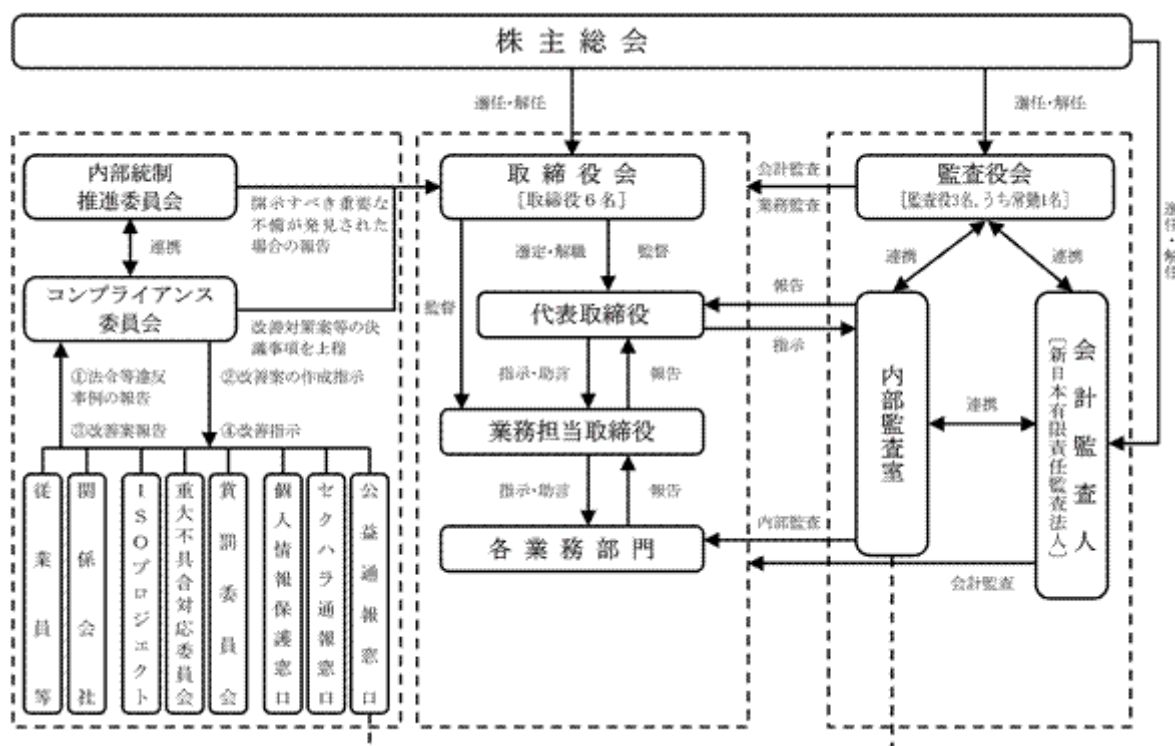 株主総会
選任・解任
選任・解任
選任・解任
内部統制
推進委員会
連携
コンプライアンス
委員会
開示すべき重要な
不備が発見された
場合の報告
改善対策案等の決
議事項を上程
①法令等違反
事例の報告
②改善案の作成指示
③改善案報告
④改善指示
従業員等
関係会社
ISOプロジェクト
重大不具合対応委員会
賞罰委員会
個人情報保護窓口
セクハラ通報窓口
公益通報窓口
取締役会
[取締役6名]
選定・解職
監督
監督
代表取締役
指示・助言
報告
業務担当取締役
指示・助言
報告
各業務部門
会計監査
業務監査
監査役会
[監査役3名,うち常勤1名]
連携
連携
報告
指示
内部監査室
連携
会計監査人
[新日本有限責任監査法人]
内部監査
会計監査